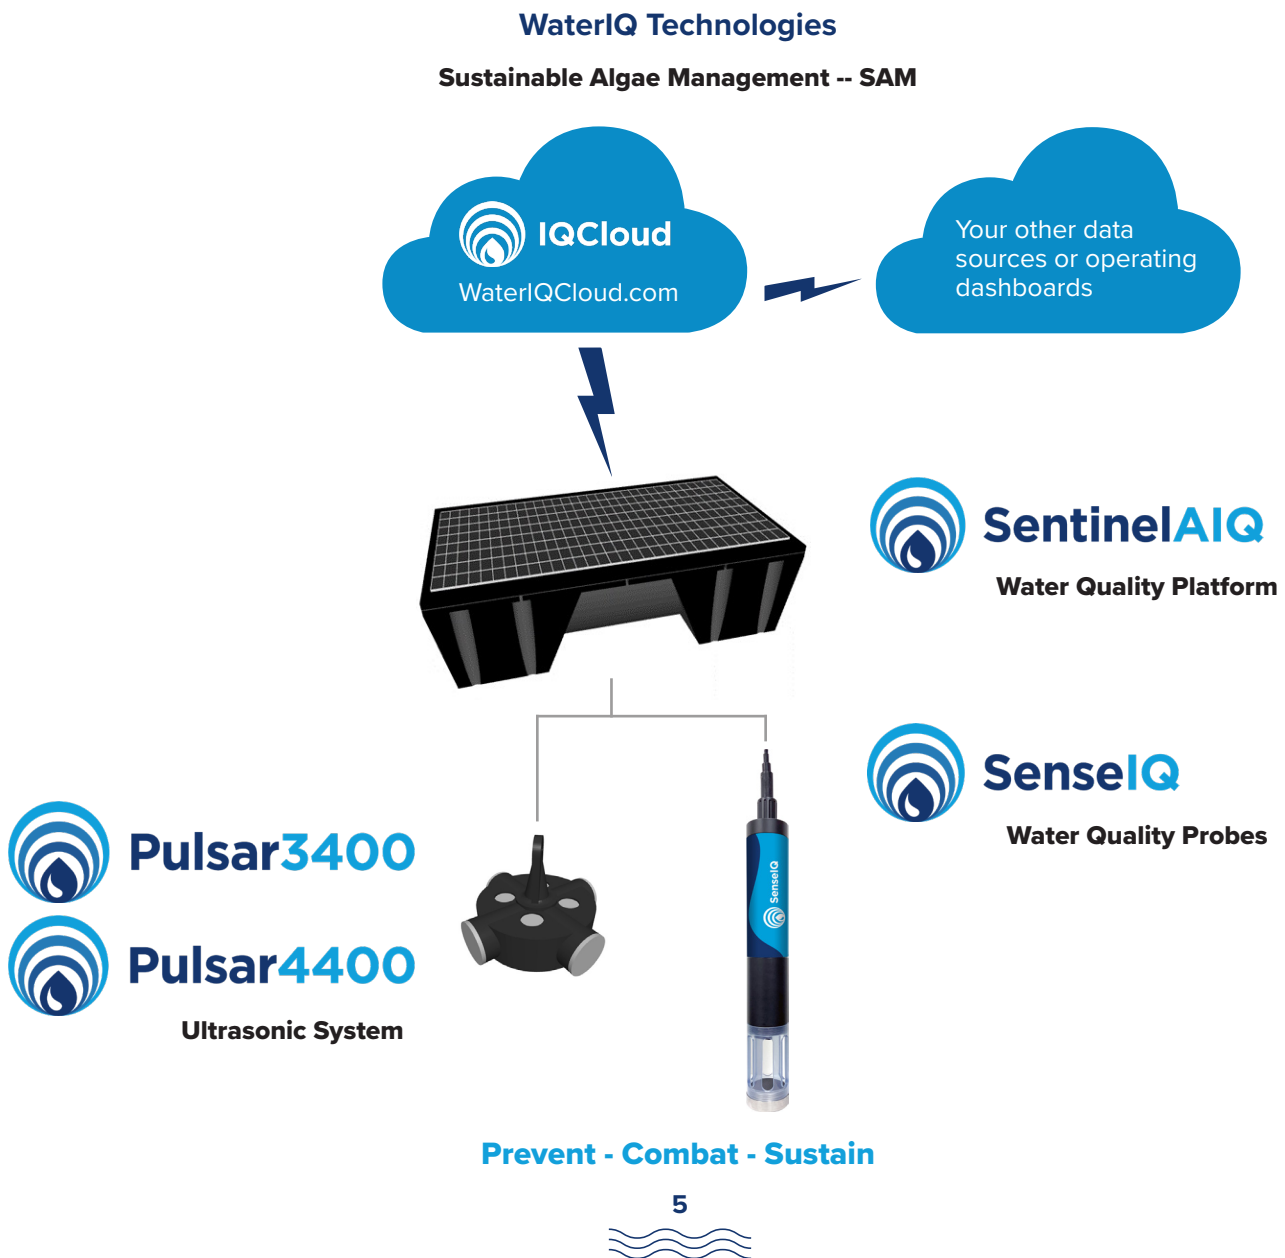 WaterIQ Technologies
Sustainable Algae Management -- SAM
IQCloud
WaterIQCloud.com
Your other data
sources or operating
dashboards
SentinelAIQ
Water Quality Platform
SenseIQ
Water Quality Probes
Pulsar3400
Pulsar4400
Ultrasonic System
SenseIQ
Prevent - Combat - Sustain
5